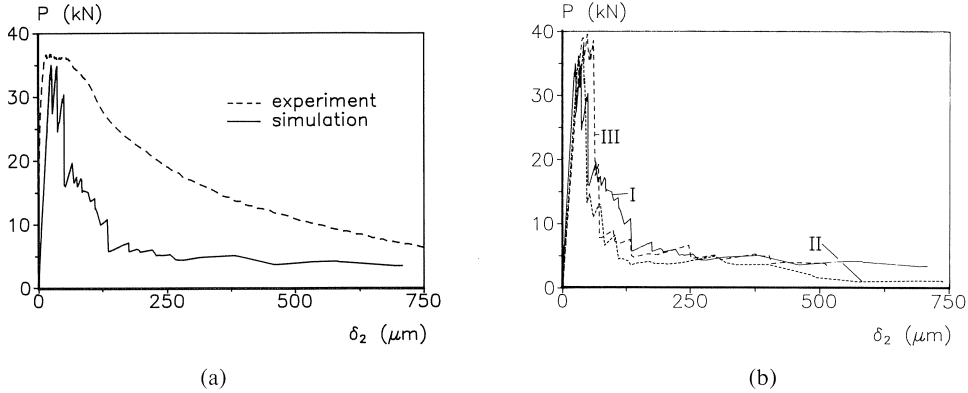 P (kN)
40
30
20
10
0
experiment
simulation
0 250 500 750
δ₂ (μm)
(a)
P (kN)
40
30
20
10
0
III
I
II
0 250 500 750
δ₂ (μm)
(b)